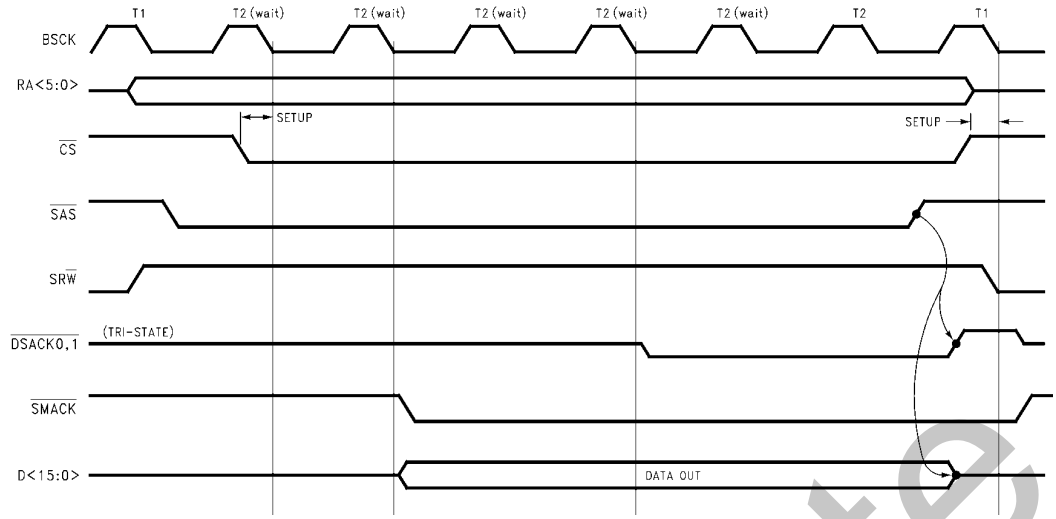 T1 T2 (wait) T2 (wait) T2 (wait) T2 (wait) T2 (wait) T2 T1
BSCK
RA<5:0>
SETUP SETUP
CS
SAS
SRW
DSACK0,1 (TRI-STATE)
SMACK
D<15:0> DATA OUT